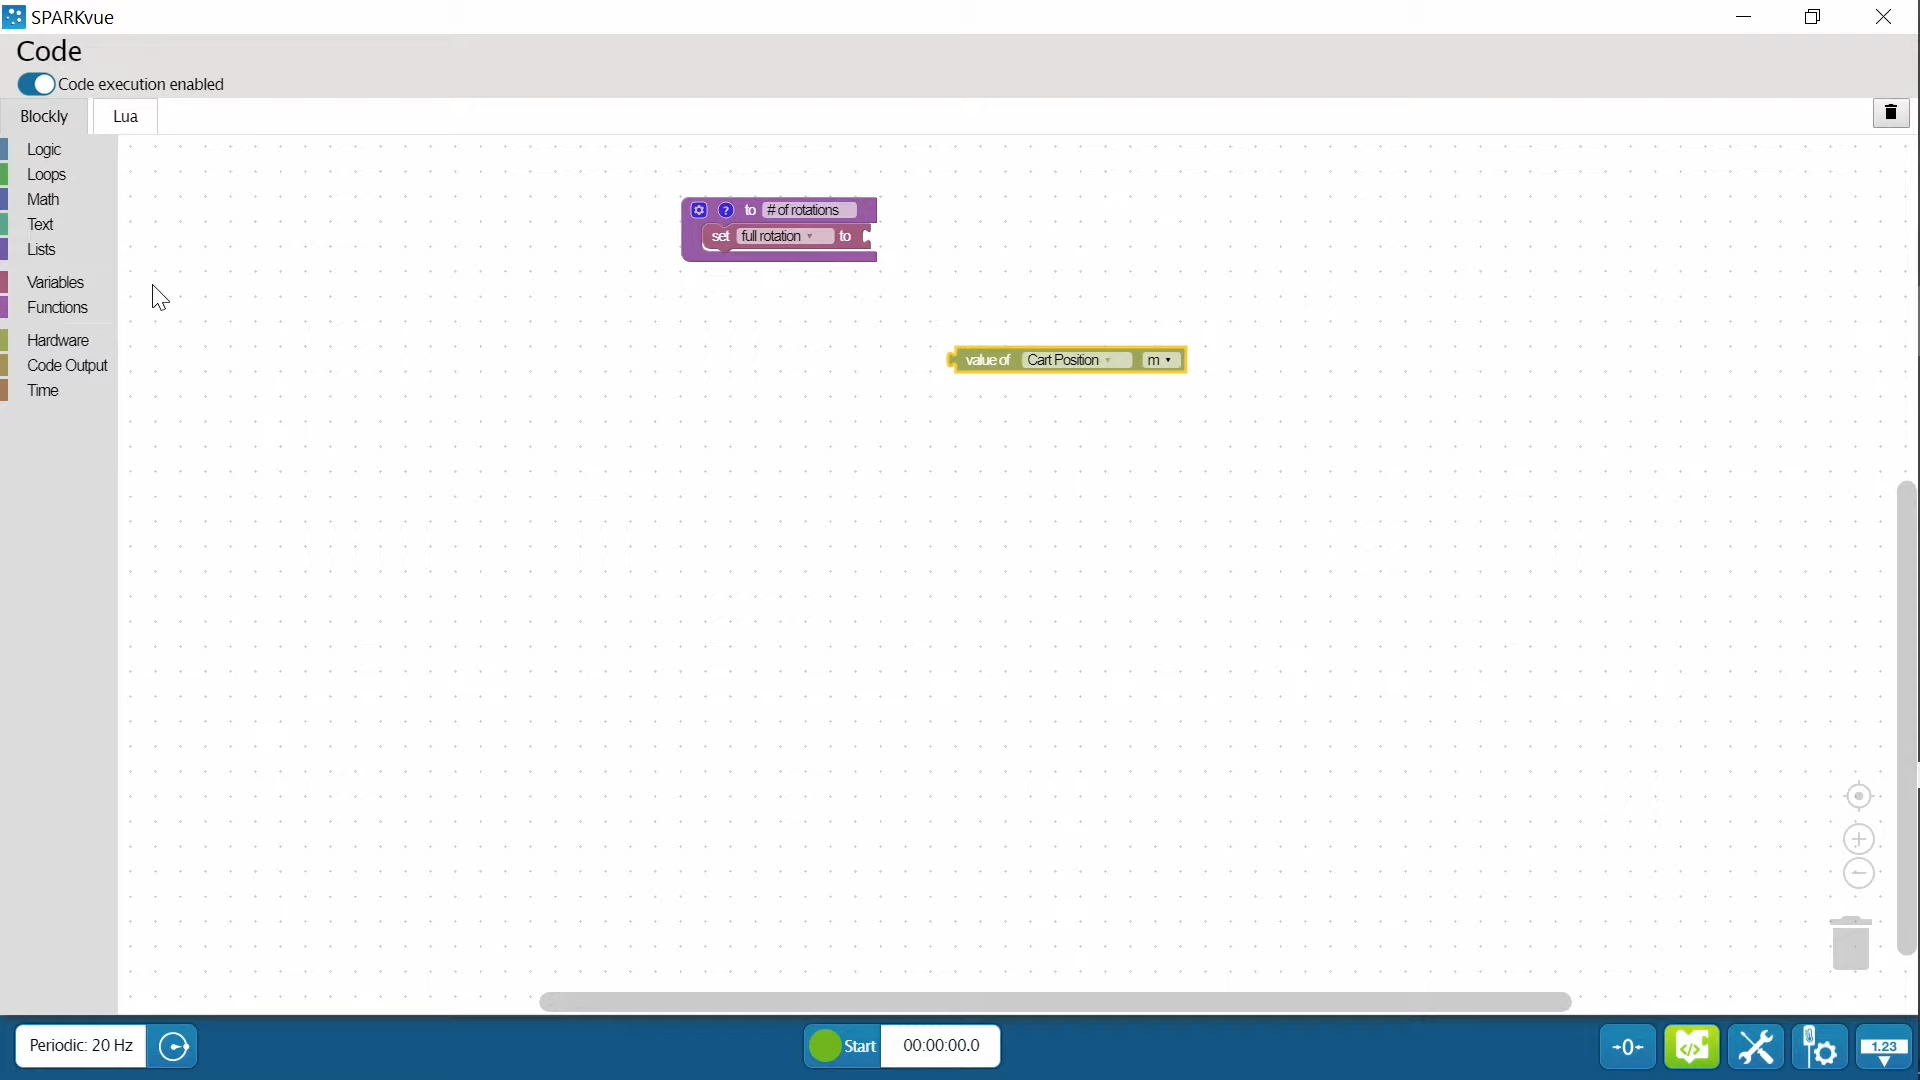 SPARKvue
Code
Code execution enabled
Blockly
Lua
Logic
Loops
Math
Text
Lists
Variables
Functions
Hardware
Code Output
Time
? to # of rotations
set full rotation to
value of Cart Position m
Periodic: 20 Hz
Start
00:00:00.0
→0←
</>
1.23